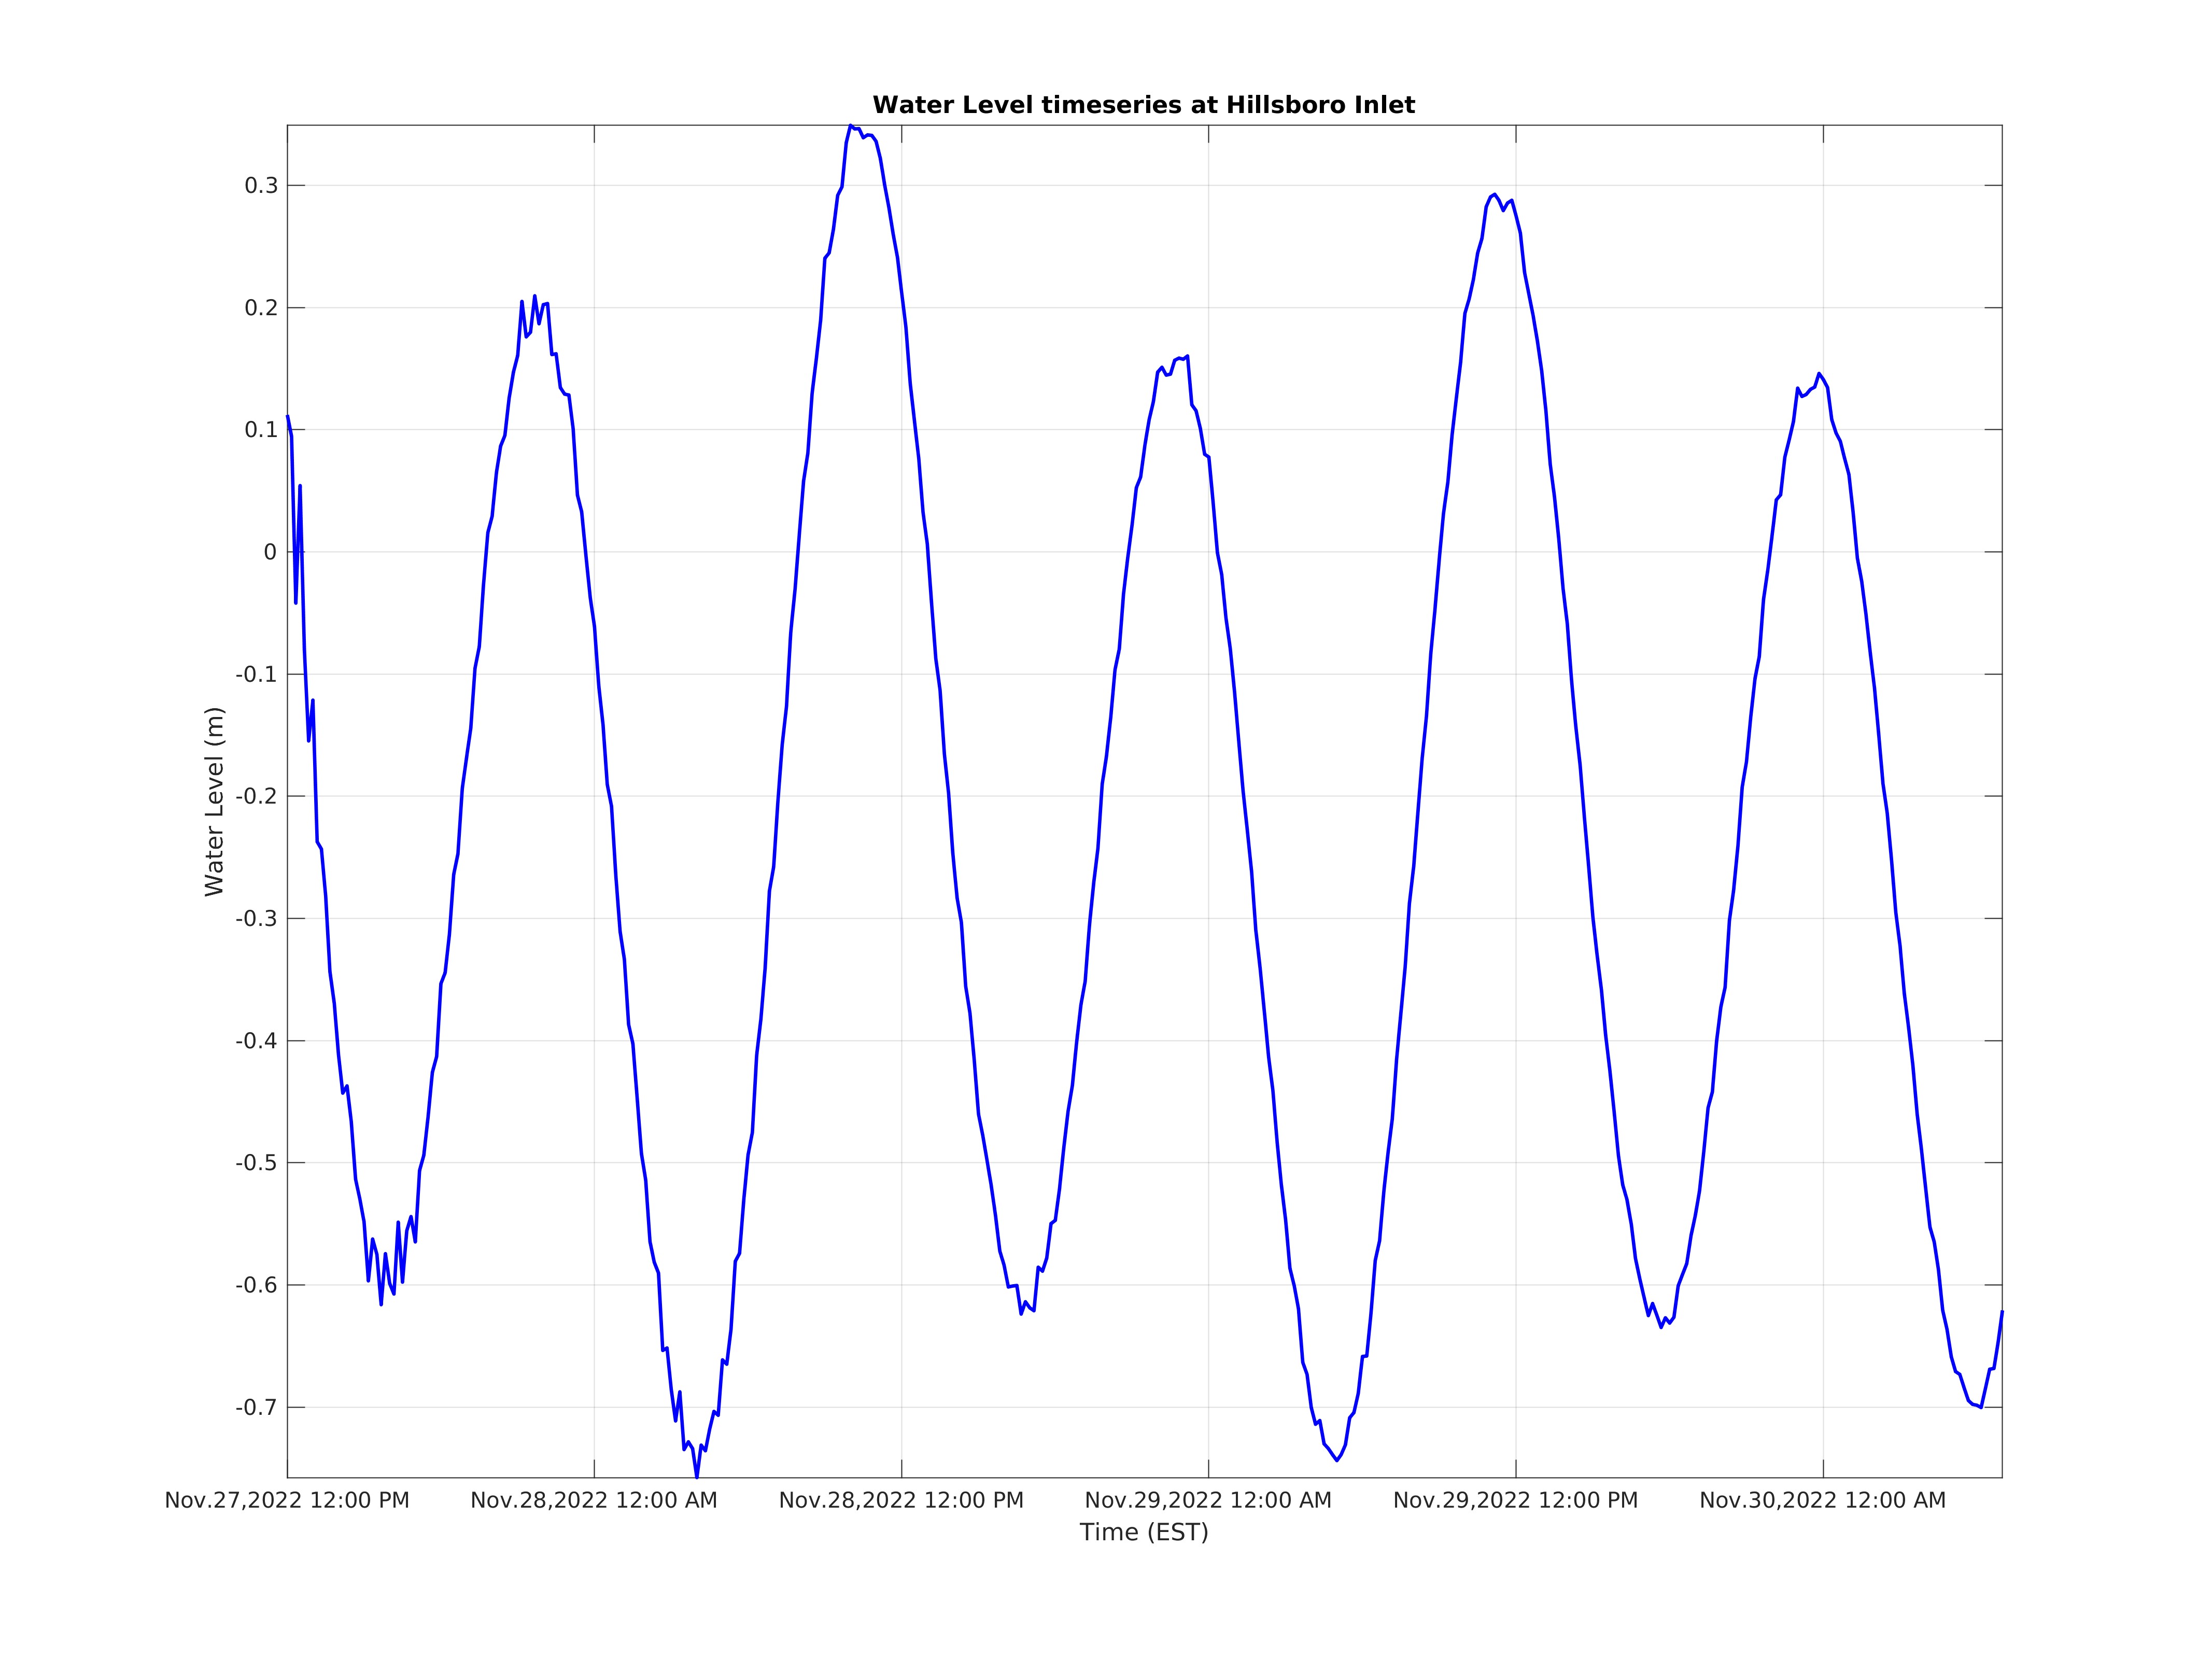 Water Level timeseries at Hillsboro Inlet
0.3
0.2
0.1
0
-0.1
-0.2
-0.3
-0.4
-0.5
-0.6
-0.7
Water Level (m)
Nov.27,2022 12:00 PM
Nov.28,2022 12:00 AM
Nov.28,2022 12:00 PM
Nov.29,2022 12:00 AM
Nov.29,2022 12:00 PM
Nov.30,2022 12:00 AM
Time (EST)